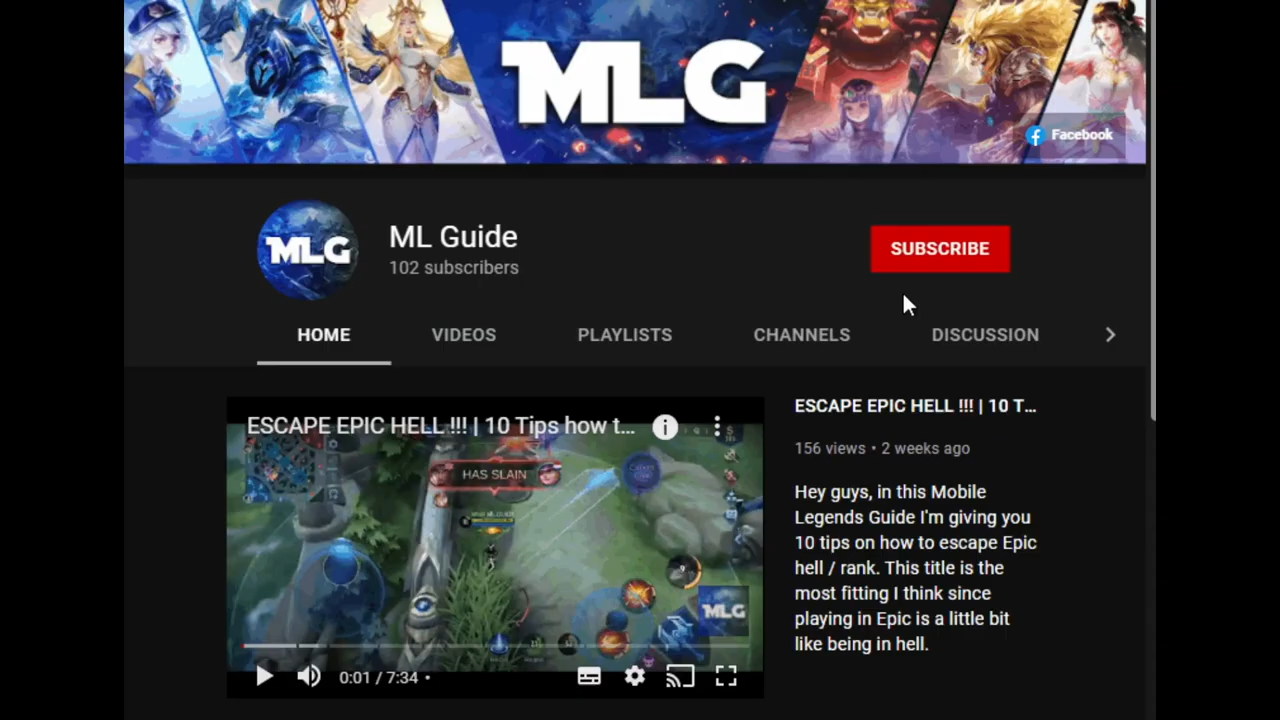 MLG
Facebook
MLG
ML Guide
102 subscribers
SUBSCRIBE
HOME
VIDEOS
PLAYLISTS
CHANNELS
DISCUSSION
ESCAPE EPIC HELL !!! | 10 Tips how t...
HAS SLAIN
MLG
0:01 / 7:34 •
ESCAPE EPIC HELL !!! | 10 T...
156 views • 2 weeks ago
Hey guys, in this Mobile
Legends Guide I'm giving you
10 tips on how to escape Epic
hell / rank. This title is the
most fitting I think since
playing in Epic is a little bit
like being in hell.